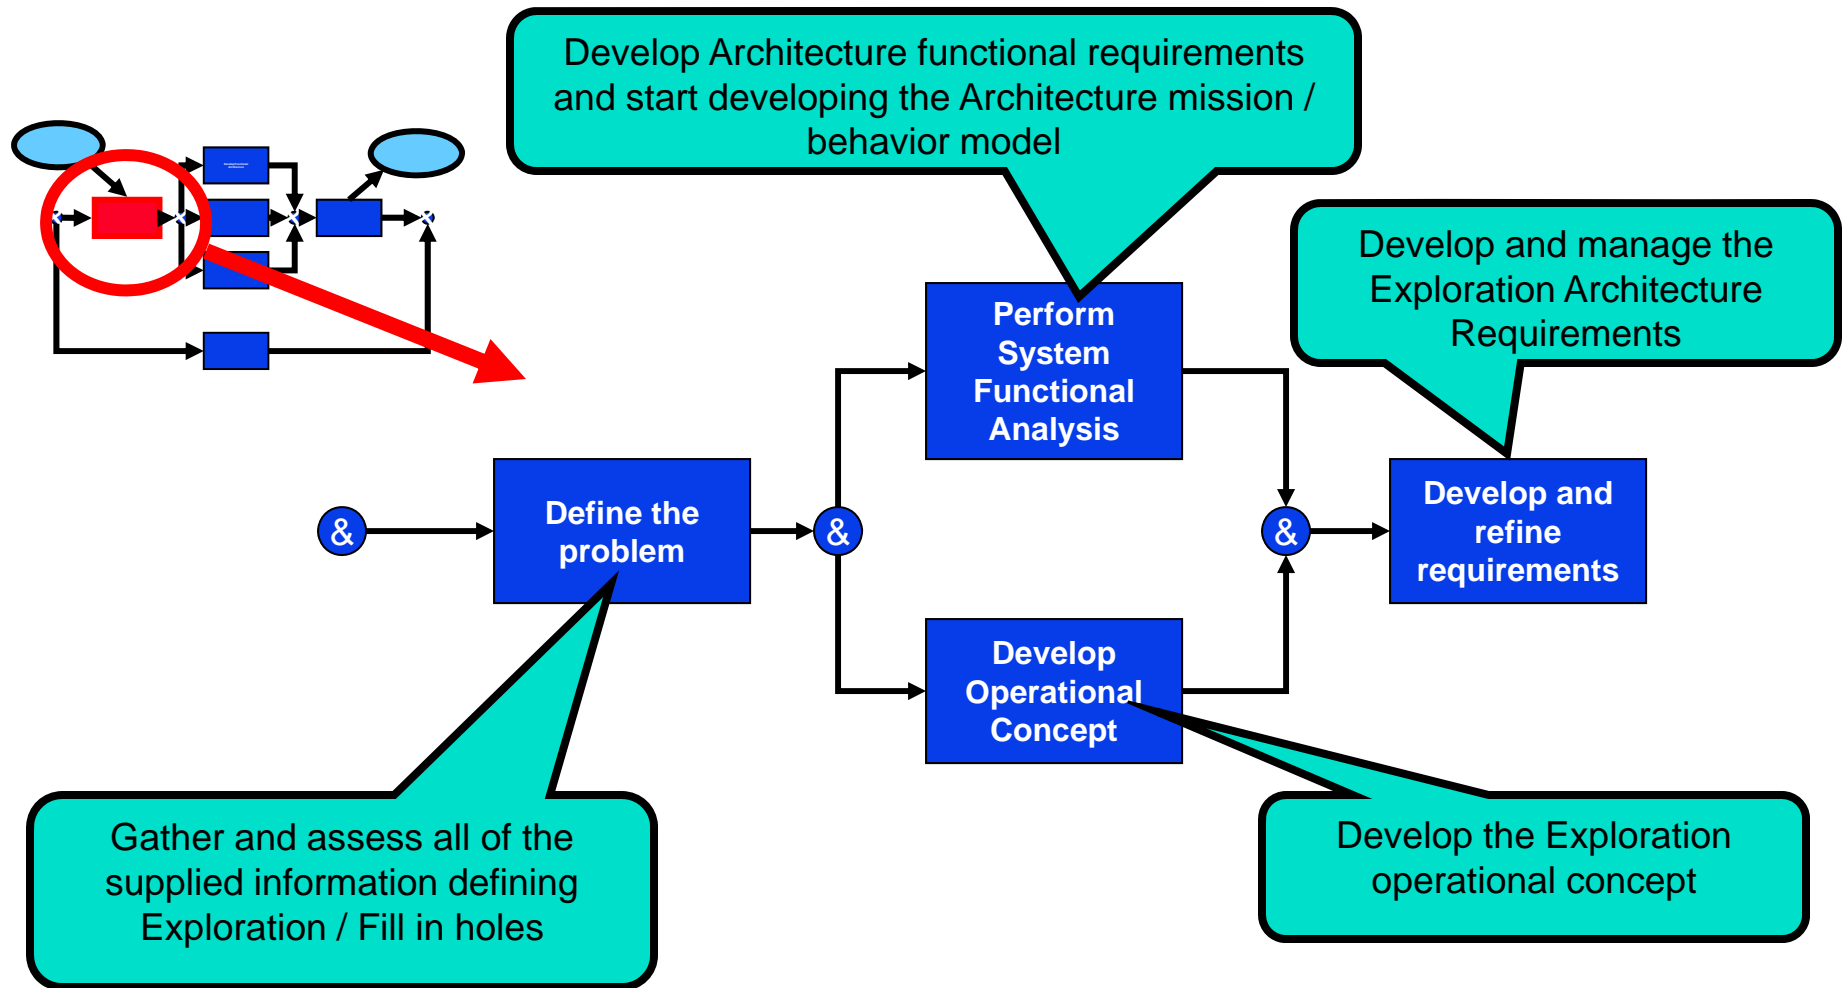 Develop Architecture functional requirements
and start developing the Architecture mission /
behavior model
Develop and manage the
Exploration Architecture
Requirements
Perform
System
Functional
Analysis
&
Define the
problem
&
&
Develop and
refine
requirements
Develop
Operational
Concept
Gather and assess all of the
supplied information defining
Exploration / Fill in holes
Develop the Exploration
operational concept